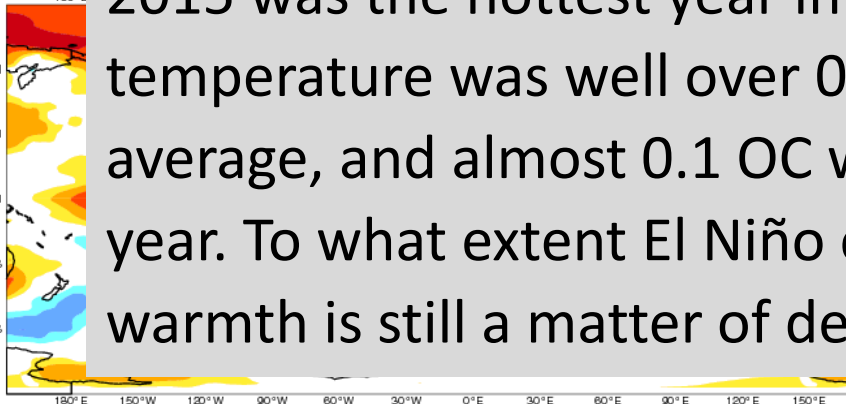 2015 was the hottest year in
temperature was well over 0
average, and almost 0.1 OC
year. To what extent El Niño
warmth is still a matter of
180°E 150°W 120°W 90°W 60°W 30°W 0°E 30°E 60°E 90°E 120°E 150°E